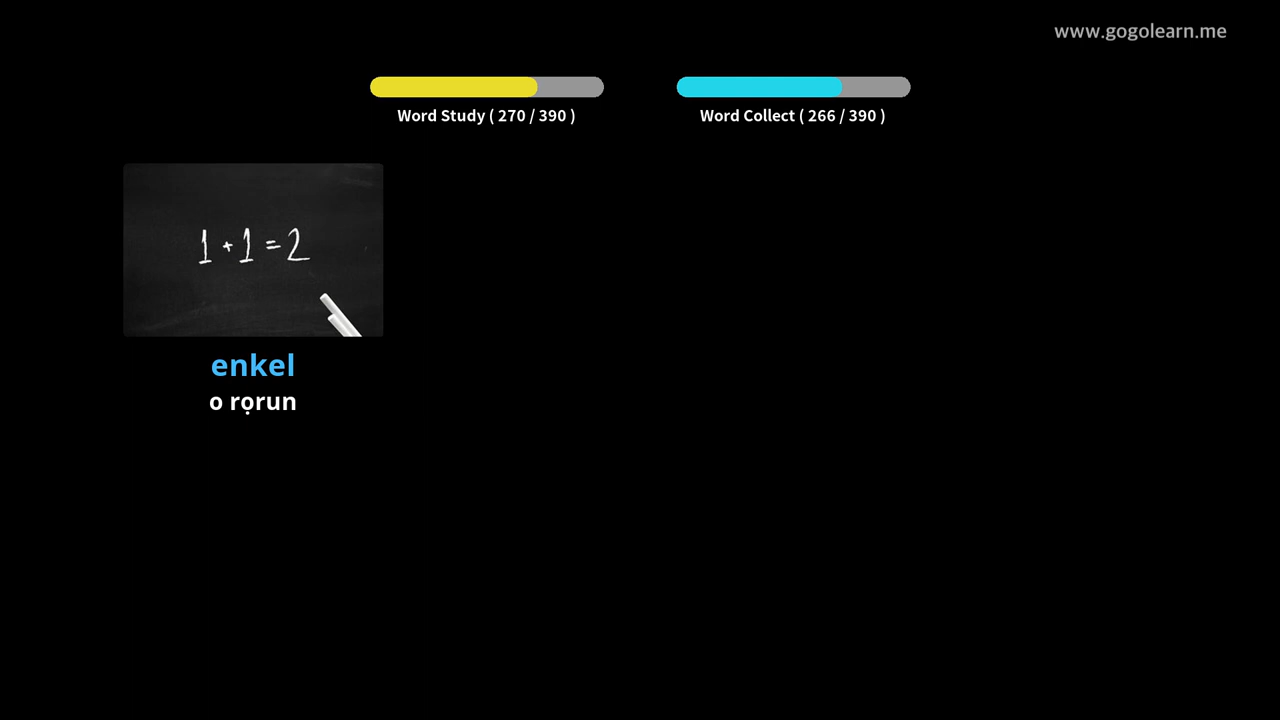 www.gogolearn.me
Word Study ( 270 / 390 )
Word Collect ( 266 / 390 )
1 + 1 = 2
enkel
o rọrun